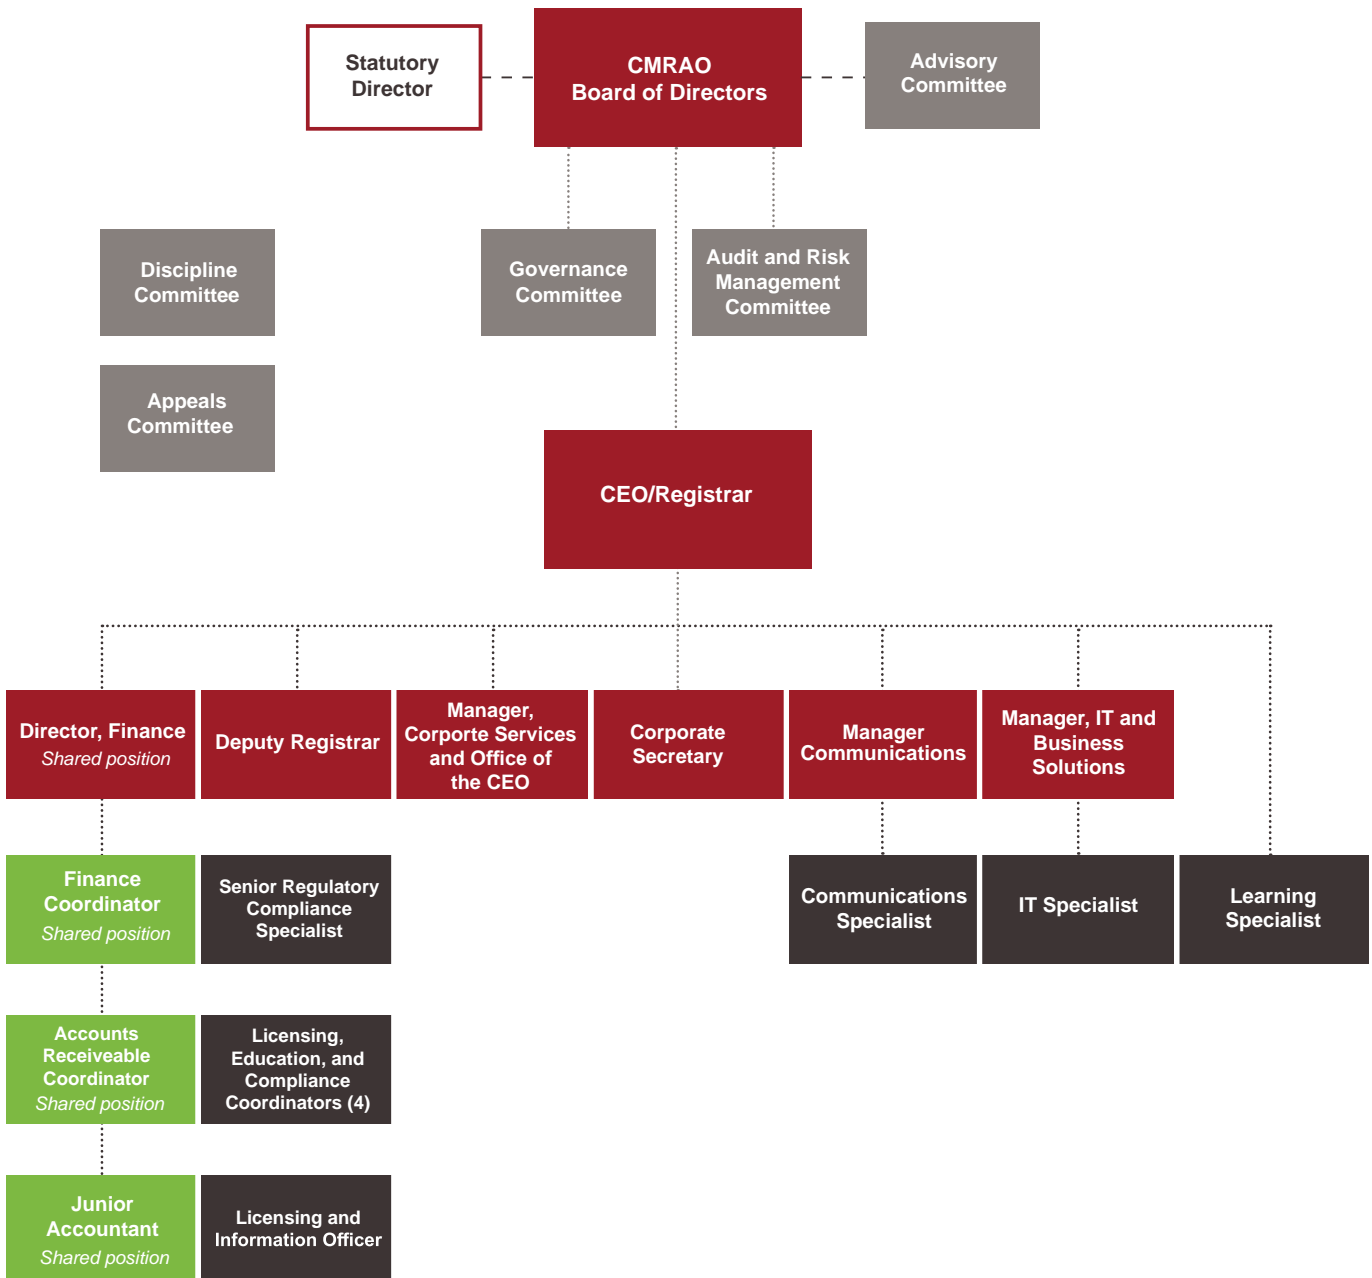 Statutory
Director
CMRAO
Board of Directors
Advisory
Committee
Discipline
Committee
Governance
Committee
Audit and Risk
Management
Committee
Appeals
Committee
CEO/Registrar
Director, Finance
Shared position
Deputy Registrar
Manager,
Corporte Services
and Office of
the CEO
Corporate
Secretary
Manager
Communications
Manager, IT and
Business
Solutions
Finance
Coordinator
Shared position
Senior Regulatory
Compliance
Specialist
Communications
Specialist
IT Specialist
Learning
Specialist
Accounts
Receiveable
Coordinator
Shared position
Licensing,
Education, and
Compliance
Coordinators (4)
Junior
Accountant
Shared position
Licensing and
Information Officer